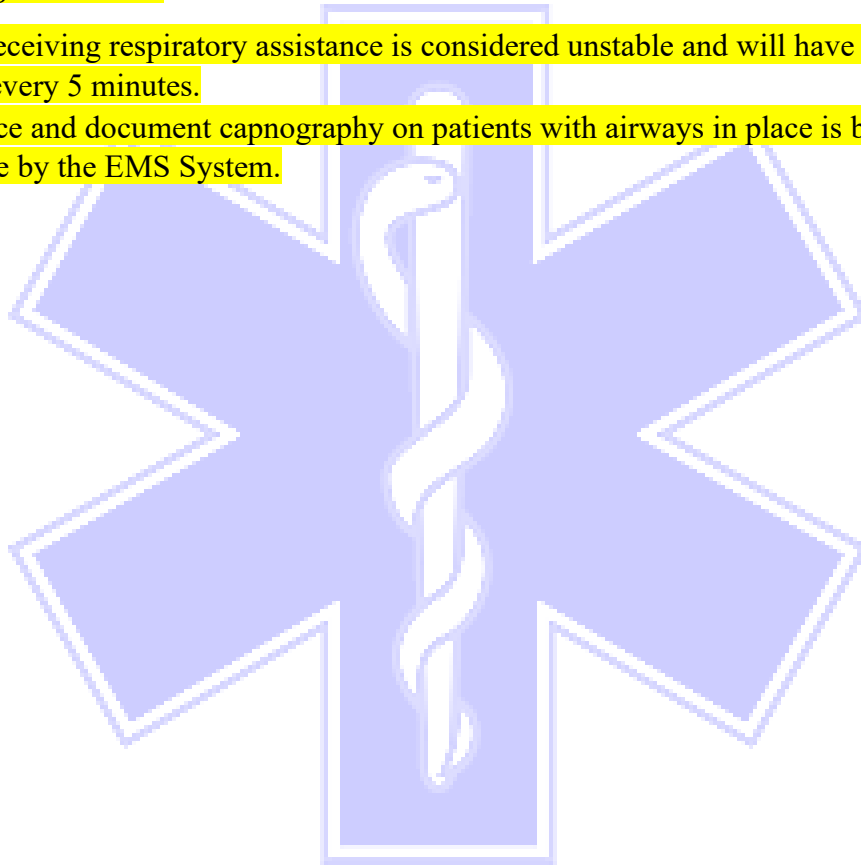 eceiving respiratory assistance is considered unstable and will have
every 5 minutes.
ce and document capnography on patients with airways in place is b
e by the EMS System.